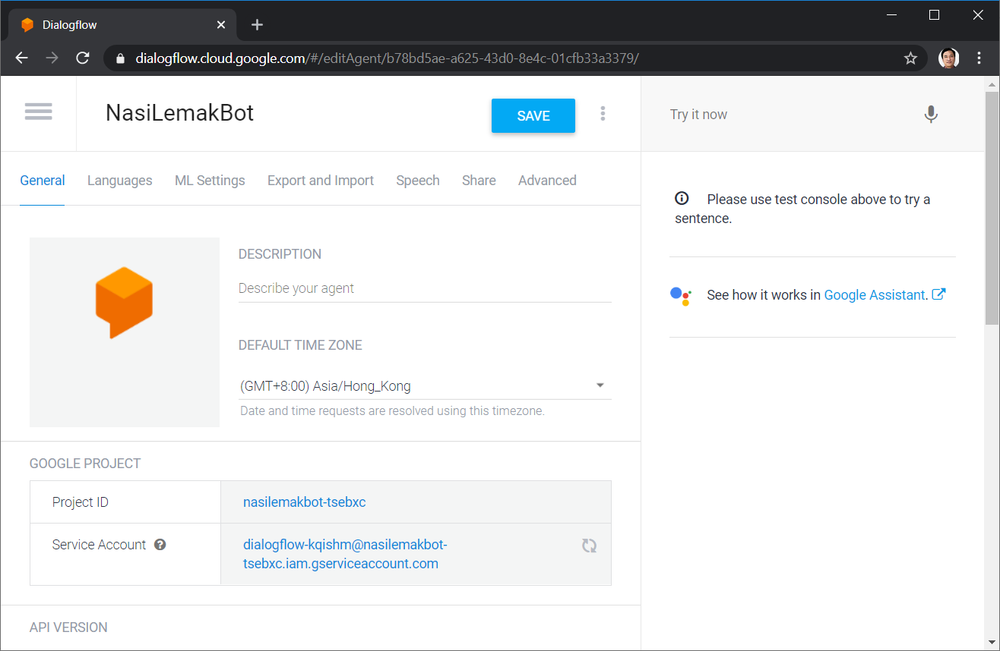 Dialogflow
dialogflow.cloud.google.com/#/editAgent/b78bd5ae-a625-43d0-8e4c-01cfb33a3379/
NasiLemakBot
SAVE
Try it now
General Languages ML Settings Export and Import Speech Share Advanced
Please use test console above to try a
sentence.
See how it works in Google Assistant.
DESCRIPTION
Describe your agent
DEFAULT TIME ZONE
(GMT+8:00) Asia/Hong_Kong
Date and time requests are resolved using this timezone.
GOOGLE PROJECT
Project ID nasilemakbot-tsebxc
Service Account dialogflow-kqishm@nasilemakbot-
tsebxc.iam.gserviceaccount.com
API VERSION